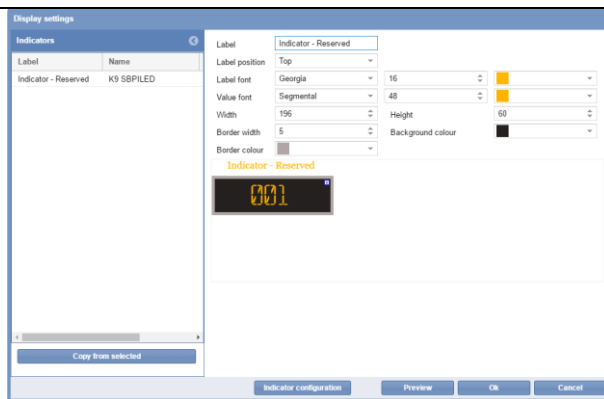 Display settings
Indicators
Label Name
Indicator - Reserved K9 SBPILED
Copy from selected
Label Indicator - Reserved
Label position Top
Label font Georgia 16
Value font Segmental 48
Width 196 Height 60
Border width 5 Background colour
Border colour
Indicator - Reserved
001
Indicator configuration Preview Ok Cancel